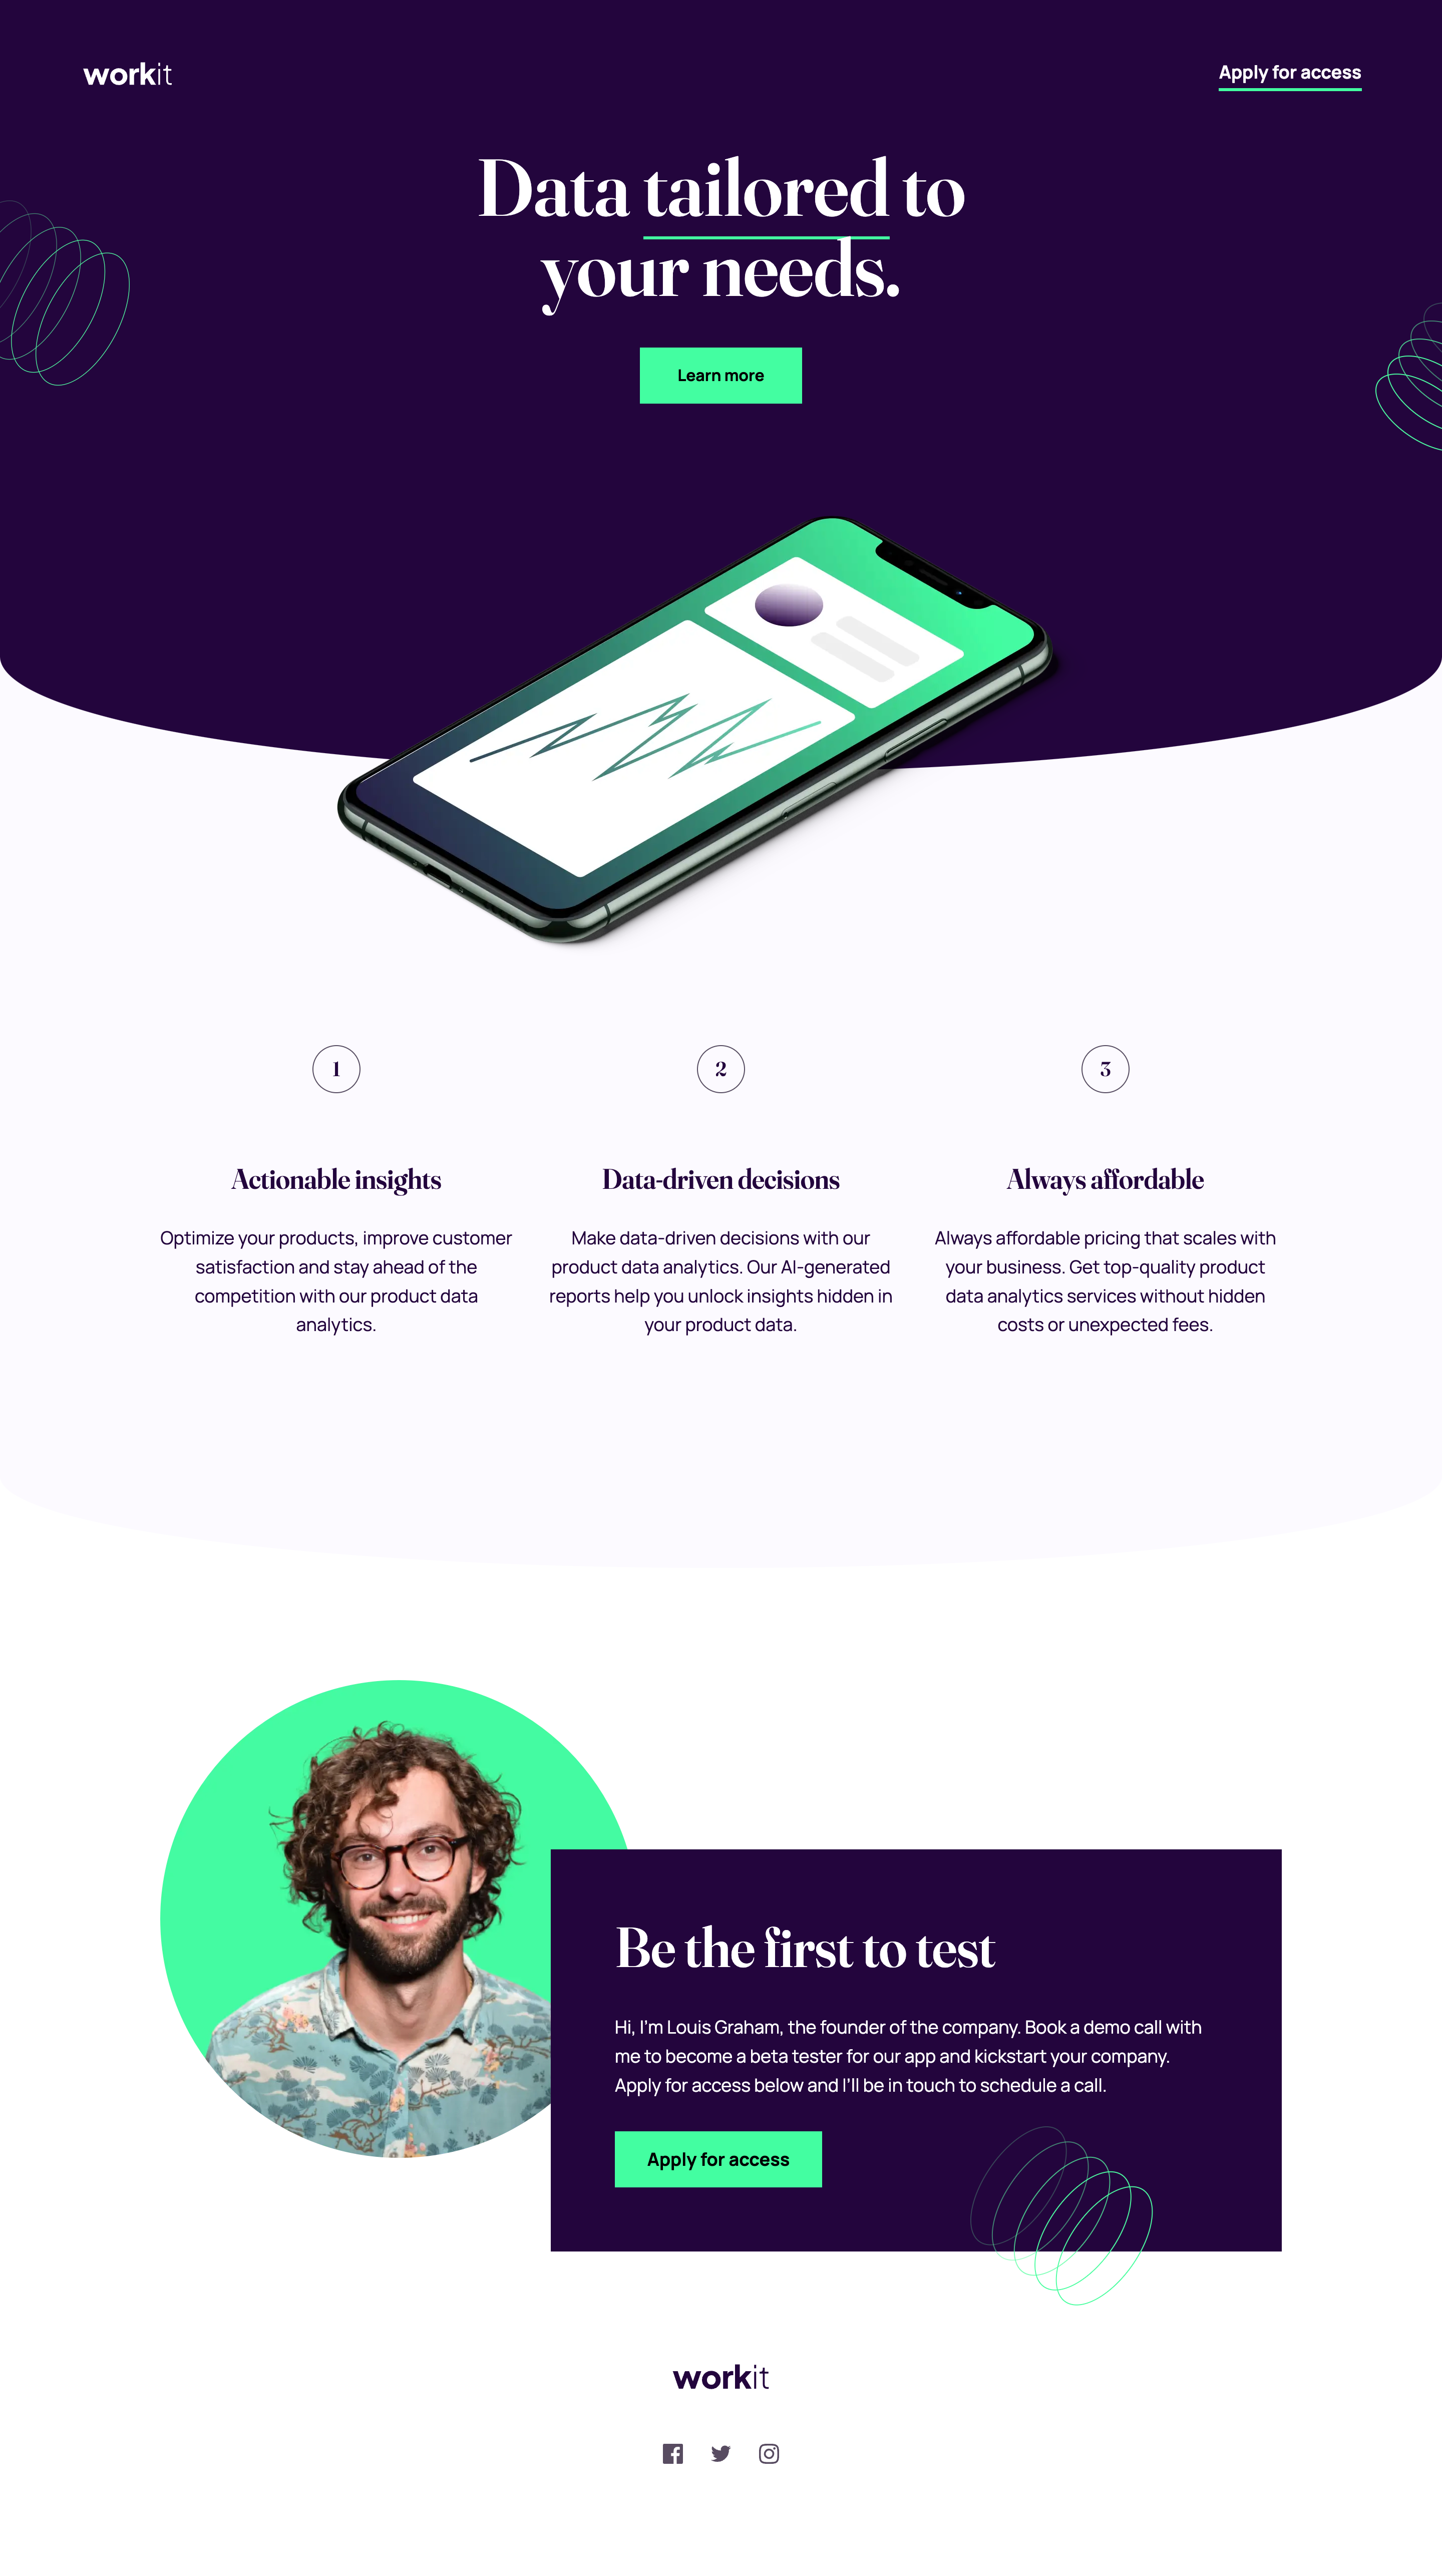 workit
Apply for access
Data tailored to
your needs.
Learn more
1
Actionable insights
Optimize your products, improve customer
satisfaction and stay ahead of the
competition with our product data
analytics.
2
Data-driven decisions
Make data-driven decisions with our
product data analytics. Our AI-generated
reports help you unlock insights hidden in
your product data.
3
Always affordable
Always affordable pricing that scales with
your business. Get top-quality product
data analytics services without hidden
costs or unexpected fees.
Be the first to test
Hi, I'm Louis Graham, the founder of the company. Book a demo call with
me to become a beta tester for our app and kickstart your company.
Apply for access below and I'll be in touch to schedule a call.
Apply for access
workit